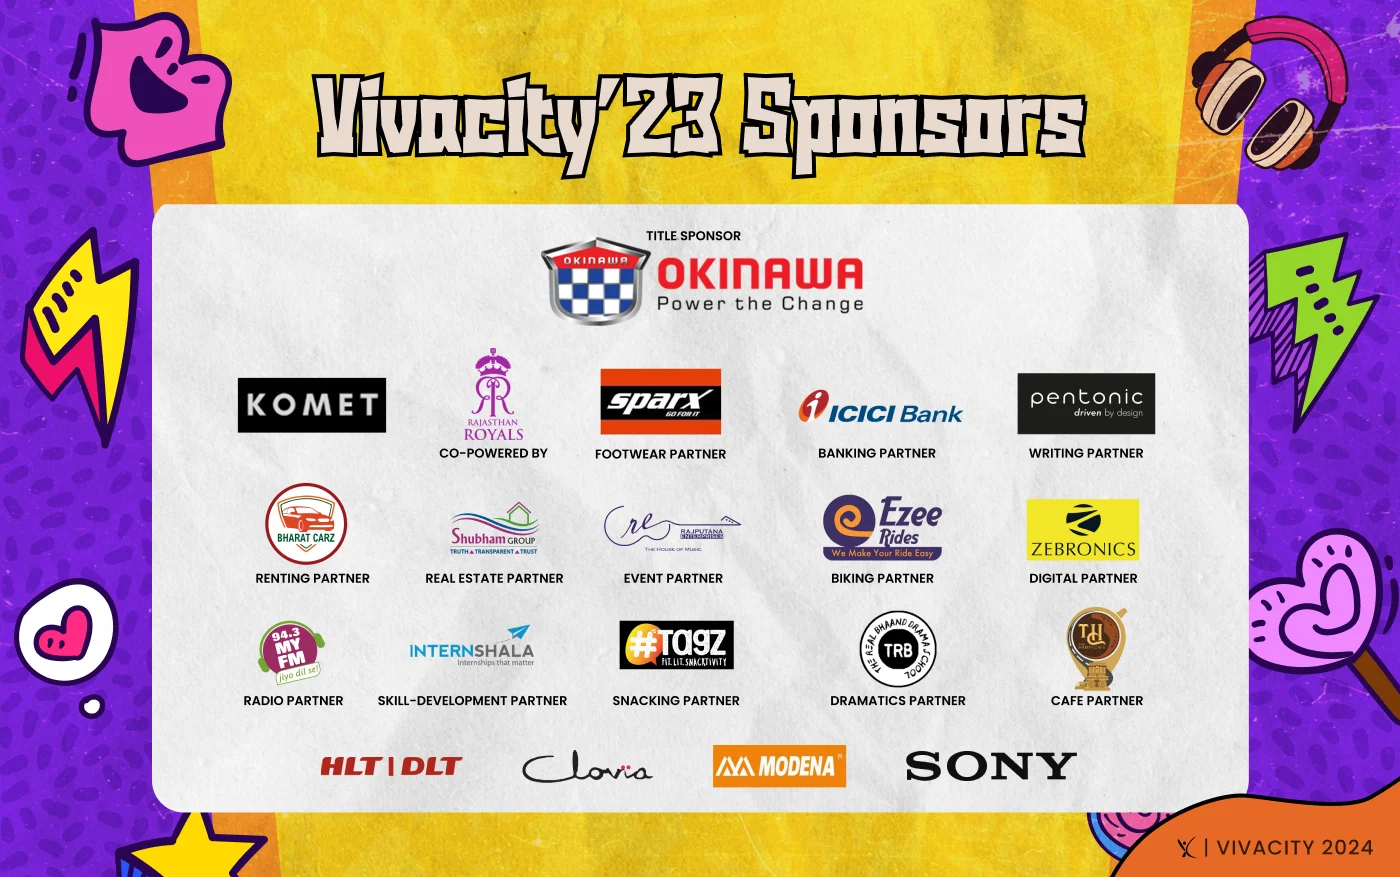 Vivacity'23 Sponsors
TITLE SPONSOR
OKINAWA
OKINAWA
Power the Change
KOMET
RAJASTHAN
ROYALS
CO-POWERED BY
sparx
GO FOR IT
FOOTWEAR PARTNER
i ICICI Bank
BANKING PARTNER
pentonic
driven by design
WRITING PARTNER
BHARAT CARZ
RENTING PARTNER
Shubham GROUP
TRUTH ▲ TRANSPARENT ▲ TRUST
REAL ESTATE PARTNER
re
RAJPUTANA
ENTERPRISES
THE HOUSE OF MUSIC
EVENT PARTNER
e Ezee
Rides
We Make Your Ride Easy
BIKING PARTNER
ZEBRONICS
DIGITAL PARTNER
94.3
MY
FM
jiyo dil se!
RADIO PARTNER
INTERNSHALA
internships that matter
SKILL-DEVELOPMENT PARTNER
#TAGZ
FIZ. LIZ. SNACKTIVITY
SNACKING PARTNER
THE REAL BHAAND DRAMA SCHOOL
TRB
DRAMATICS PARTNER
TH
CAFE PARTNER
HLT | DLT
Clovia
MODENA®
SONY
| VIVACITY 2024